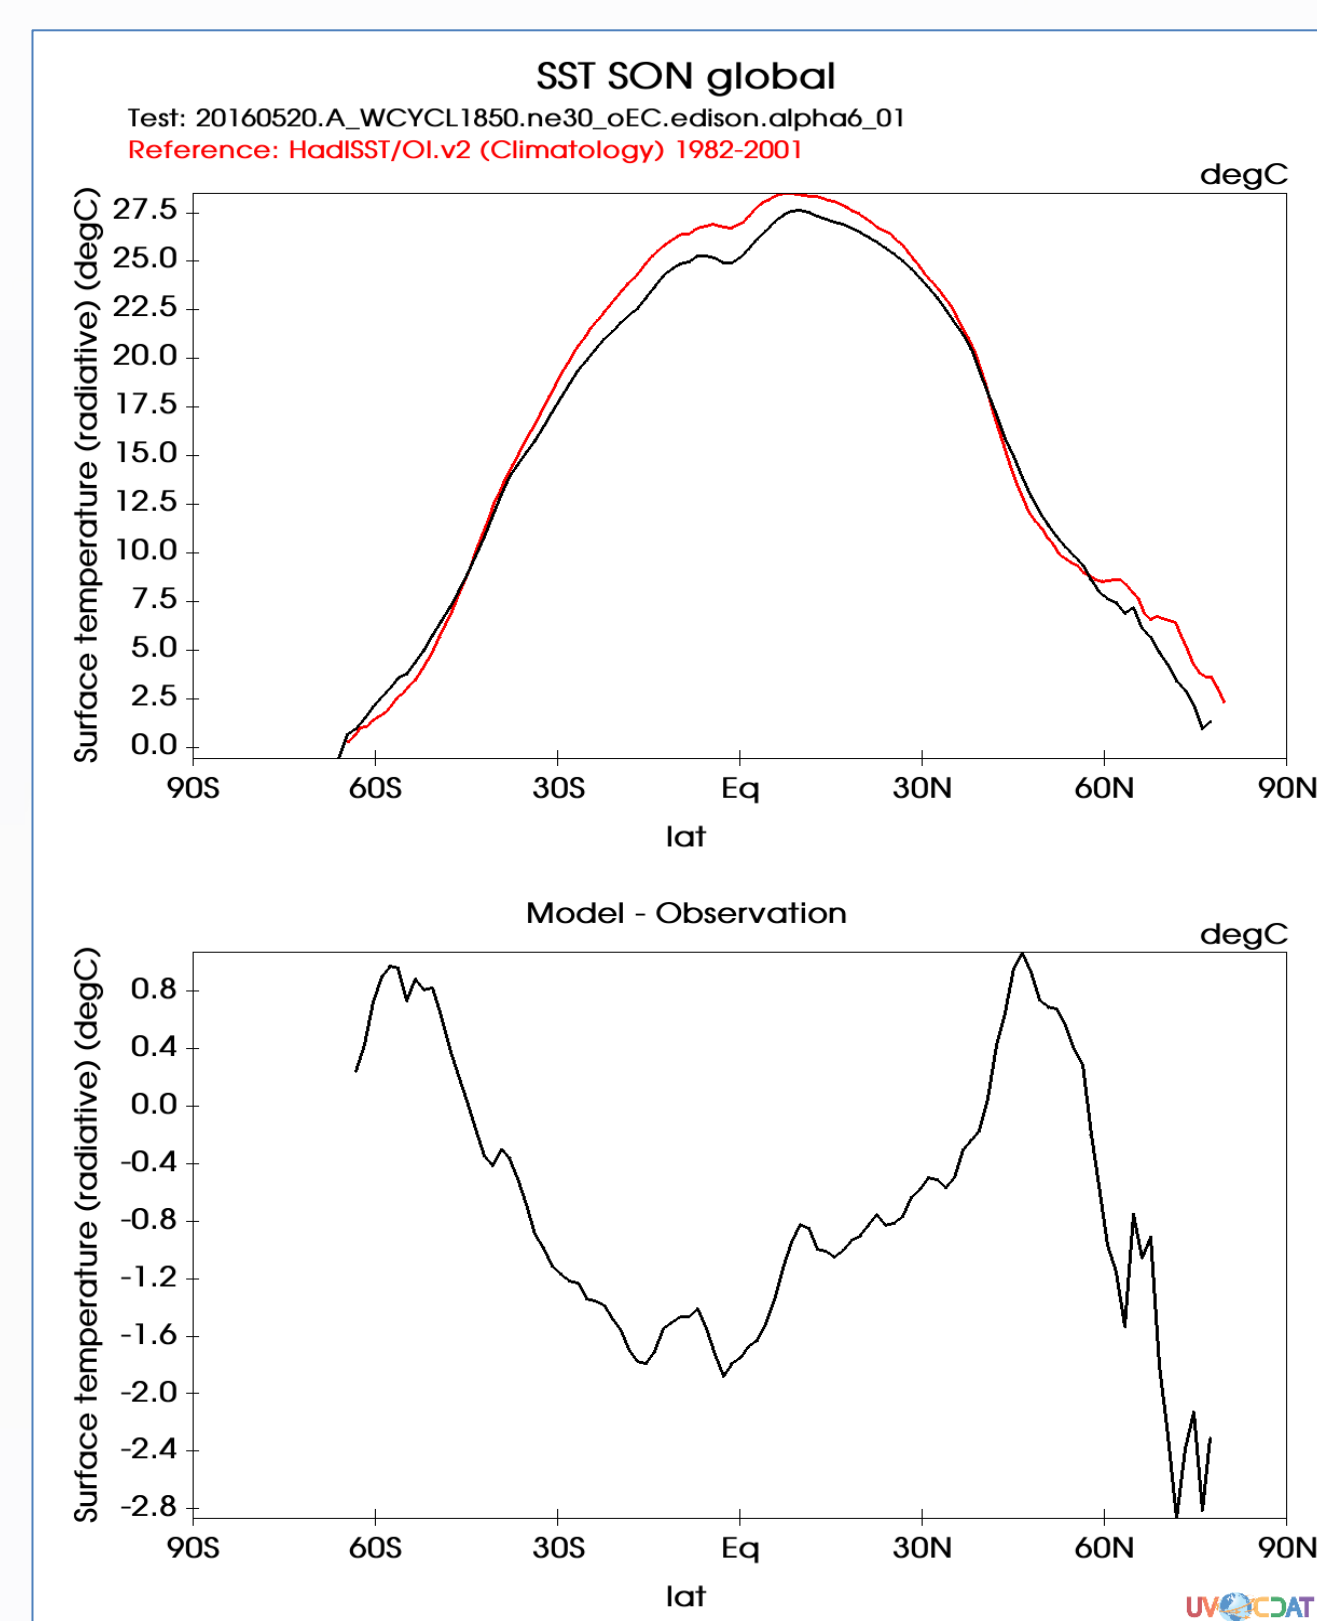 SST SON global
Test: 20160520.A_WCYCL1850.ne30_oEC.edison.alpha6_01
Reference: HadISST/OI.v2 (Climatology) 1982-2001
degC
Surface temperature (radiative) (degC)
27.5
25.0
22.5
20.0
17.5
15.0
12.5
10.0
7.5
5.0
2.5
0.0
90S 60S 30S Eq 30N 60N 90N
lat
Model - Observation
degC
Surface temperature (radiative) (degC)
0.8
0.4
0.0
-0.4
-0.8
-1.2
-1.6
-2.0
-2.4
-2.8
90S 60S 30S Eq 30N 60N 90N
lat
UV CDAT